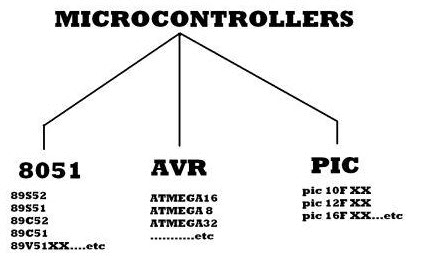 MICROCONTROLLERS
8051
89S52
89S51
89C52
89C51
89V51XX....etc
AVR
ATMEGA16
ATMEGA 8
ATMEGA32
...........etc
PIC
pic 10F XX
pic 12F XX
pic 16F XX...etc